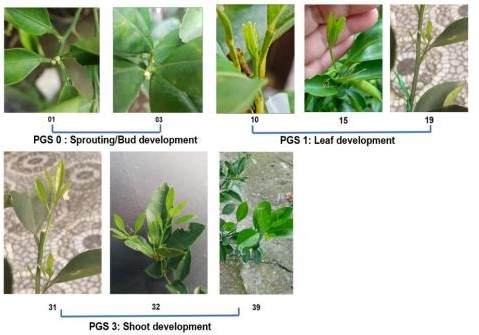 01 03 10 15 19
PGS 0 : Sprouting/Bud development PGS 1: Leaf development
31 32 39
PGS 3: Shoot development